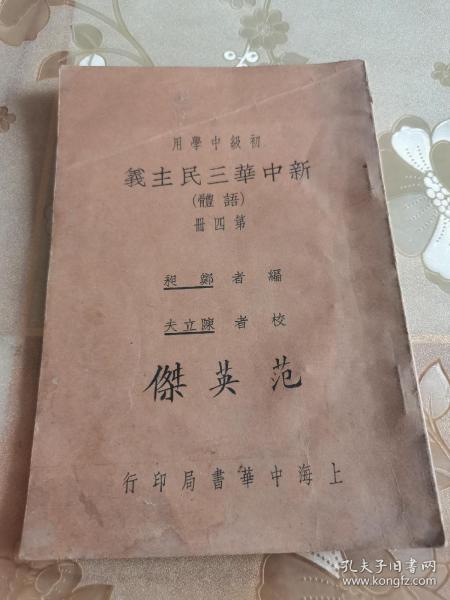 初級中學用
新中華三民主義
(語體)
第四冊
編者 鄭昶
校者 陳立夫
范英傑
上海中華書局印行
孔夫子旧书网
www.kongfz.com